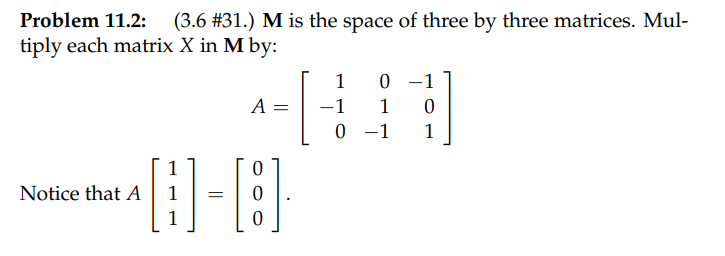 Problem 11.2: (3.6 #31.) M is the space of three by three matrices. Mul-
tiply each matrix X in M by:
A = [ 1 0 −1
−1 1 0
0 −1 1 ]
Notice that A [ 1 1 1 ] = [ 0 0 0 ] .